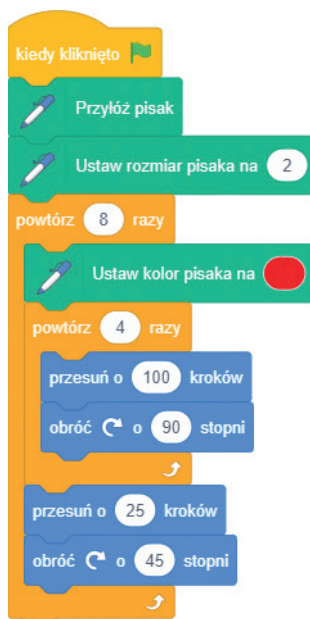 kiedy kliknięto
Przyłóż pisak
Ustaw rozmiar pisaka na 2
powtórz 8 razy
Ustaw kolor pisaka na
powtórz 4 razy
przesuń o 100 kroków
obróć o 90 stopni
przesuń o 25 kroków
obróć o 45 stopni